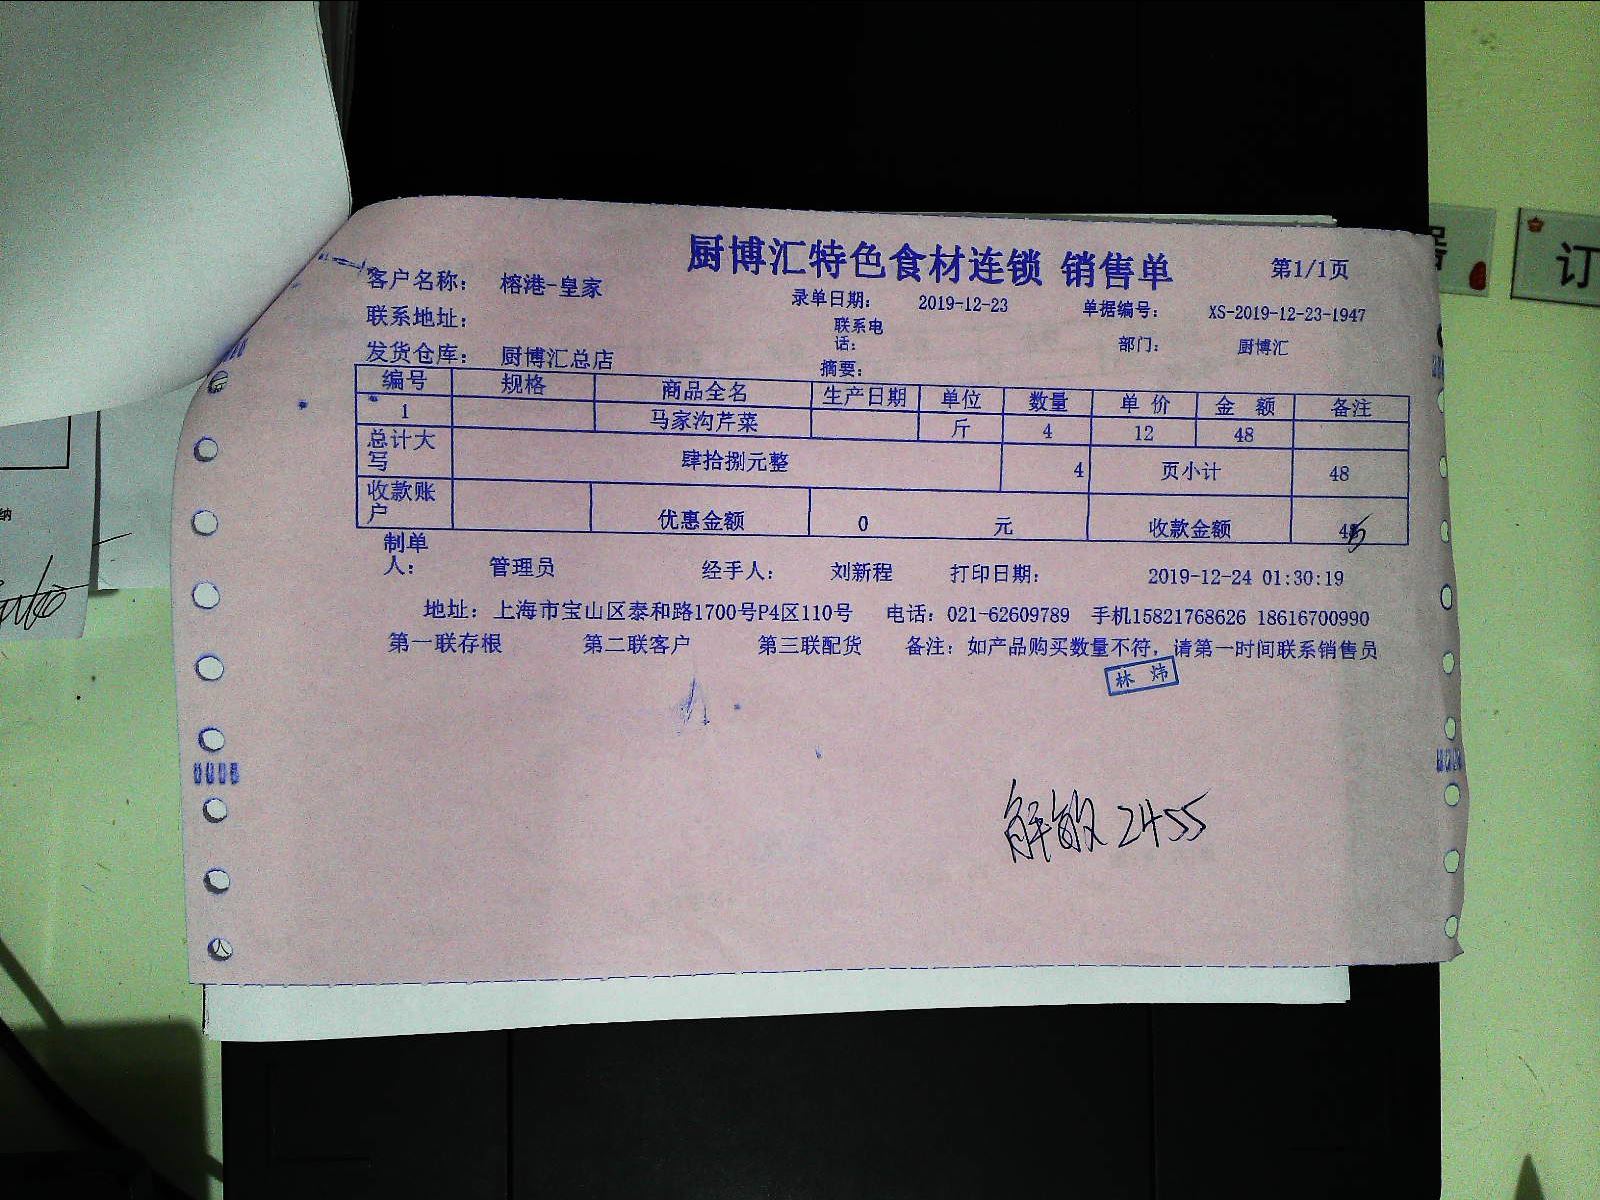 厨博汇特色食材连锁 销售单 第1/1页
客户名称： 榕港-皇家 录单日期： 2019-12-23 单据编号： XS-2019-12-23-1947
联系地址： 联系电话： 部门： 厨博汇
发货仓库： 厨博汇总店 摘要：
编号 规格 商品全名 生产日期 单位 数量 单 价 金 额 备注
1 马家沟芹菜 斤 4 12 48
总计大写 肆拾捌元整 4 页小计 48
收款账户 优惠金额 0 元 收款金额
制单人： 管理员 经手人： 刘新程 打印日期： 2019-12-24 01:30:19
地址：上海市宝山区泰和路1700号P4区110号 电话：021-62609789 手机15821768626 18616700990
第一联存根 第二联客户 第三联配货 备注：如产品购买数量不符，请第一时间联系销售员
林 炜
2455
订